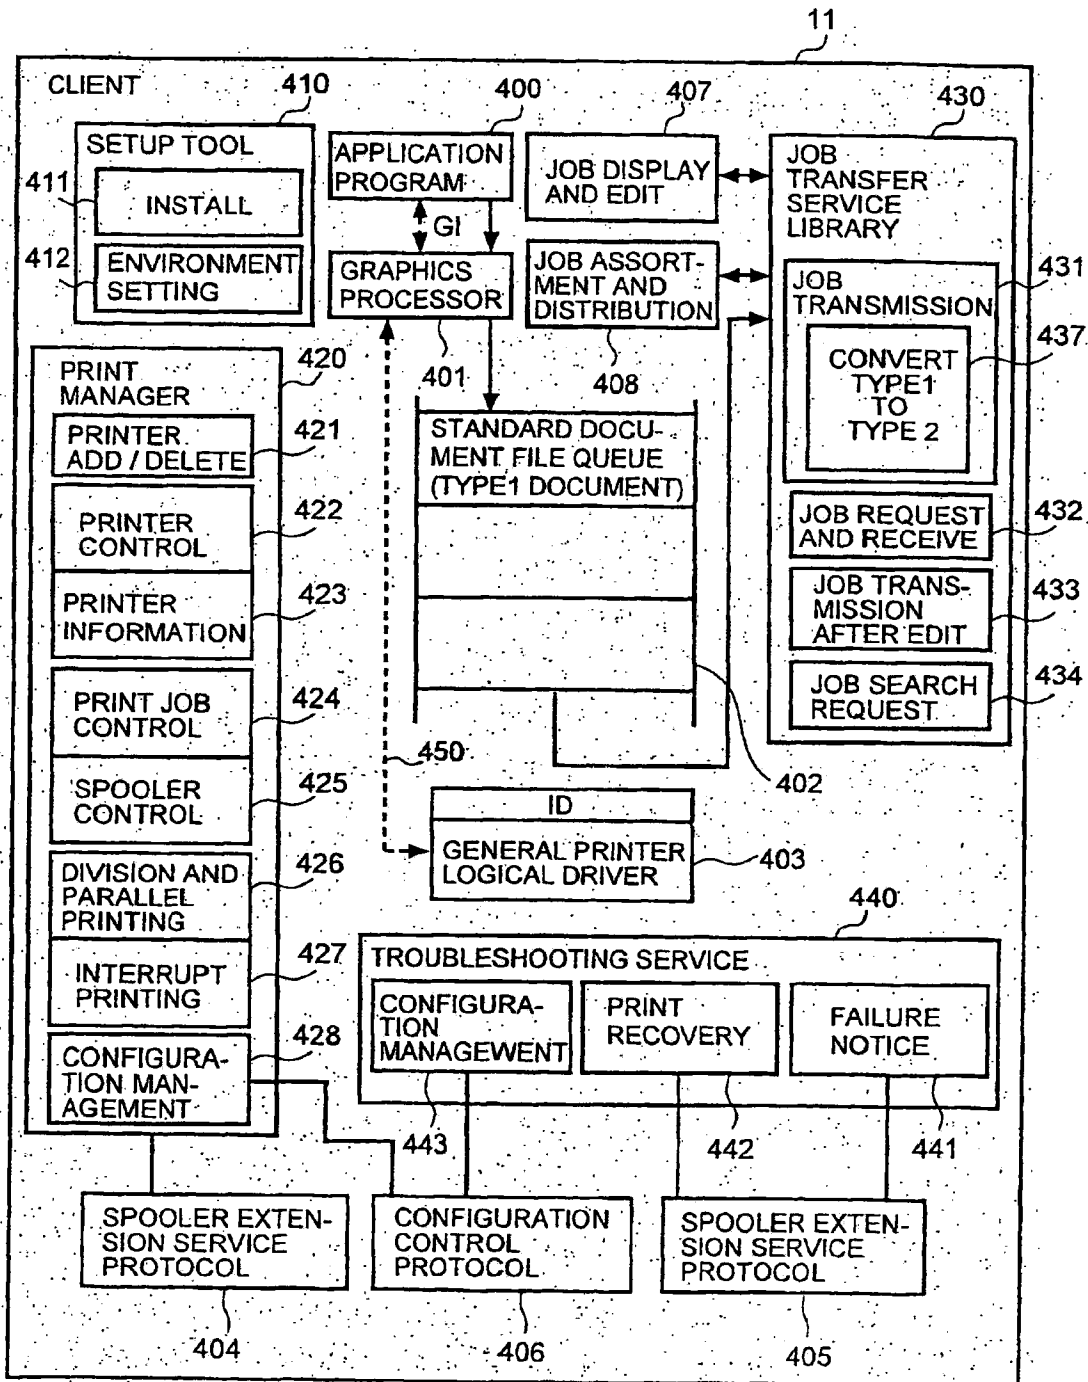 11
CLIENT
410
400
407
430
SETUP TOOL
411
INSTALL
412
ENVIRONMENT
SETTING
APPLICATION
PROGRAM
GI
GRAPHICS
PROCESSOR
401
JOB DISPLAY
AND EDIT
JOB ASSORT-
MENT AND
DISTRIBUTION
408
JOB
TRANSFER
SERVICE
LIBRARY
431
JOB
TRANSMISSION
437
CONVERT
TYPE1
TO
TYPE 2
JOB REQUEST
AND RECEIVE
432
JOB TRANS-
MISSION
AFTER EDIT
433
JOB SEARCH
REQUEST
434
420
PRINT
MANAGER
PRINTER
ADD / DELETE
421
PRINTER
CONTROL
422
PRINTER
INFORMATION
423
PRINT JOB
CONTROL
424
SPOOLER
CONTROL
425
DIVISION AND
PARALLEL
PRINTING
426
INTERRUPT
PRINTING
427
CONFIGURA-
TION MAN-
AGEMENT
428
STANDARD DOCU-
MENT FILE QUEUE
(TYPE1 DOCUMENT)
402
450
ID
GENERAL PRINTER
LOGICAL DRIVER
403
440
TROUBLESHOOTING SERVICE
CONFIGURA-
TION
MANAGEWENT
443
PRINT
RECOVERY
442
FAILURE
NOTICE
441
SPOOLER EXTEN-
SION SERVICE
PROTOCOL
404
CONFIGURATION
CONTROL
PROTOCOL
406
SPOOLER EXTEN-
SION SERVICE
PROTOCOL
405